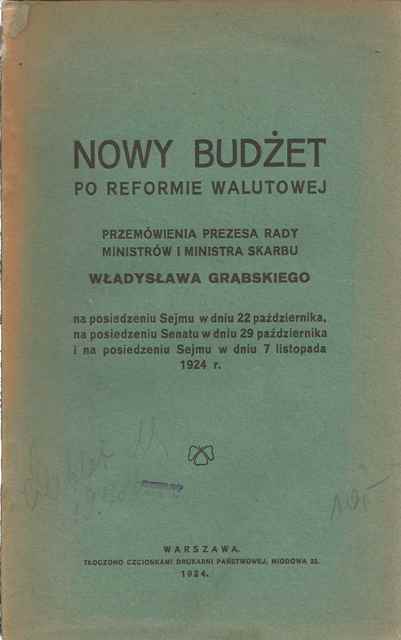 NOWY BUDŻET
PO REFORMIE WALUTOWEJ
PRZEMÓWIENIA PREZESA RADY
MINISTRÓW I MINISTRA SKARBU
WŁADYSŁAWA GRĄBSKIEGO
na posiedzeniu Sejmu w dniu 22 października,
na posiedzeniu Senatu w dniu 29 października
i na posiedzeniu Sejmu w dniu 7 listopada
1924 r.
WARSZAWA.
TŁOCZONO CZCIONKAMI DRUKARNI PAŃSTWOWEJ, MIODOWA 22.
1924.